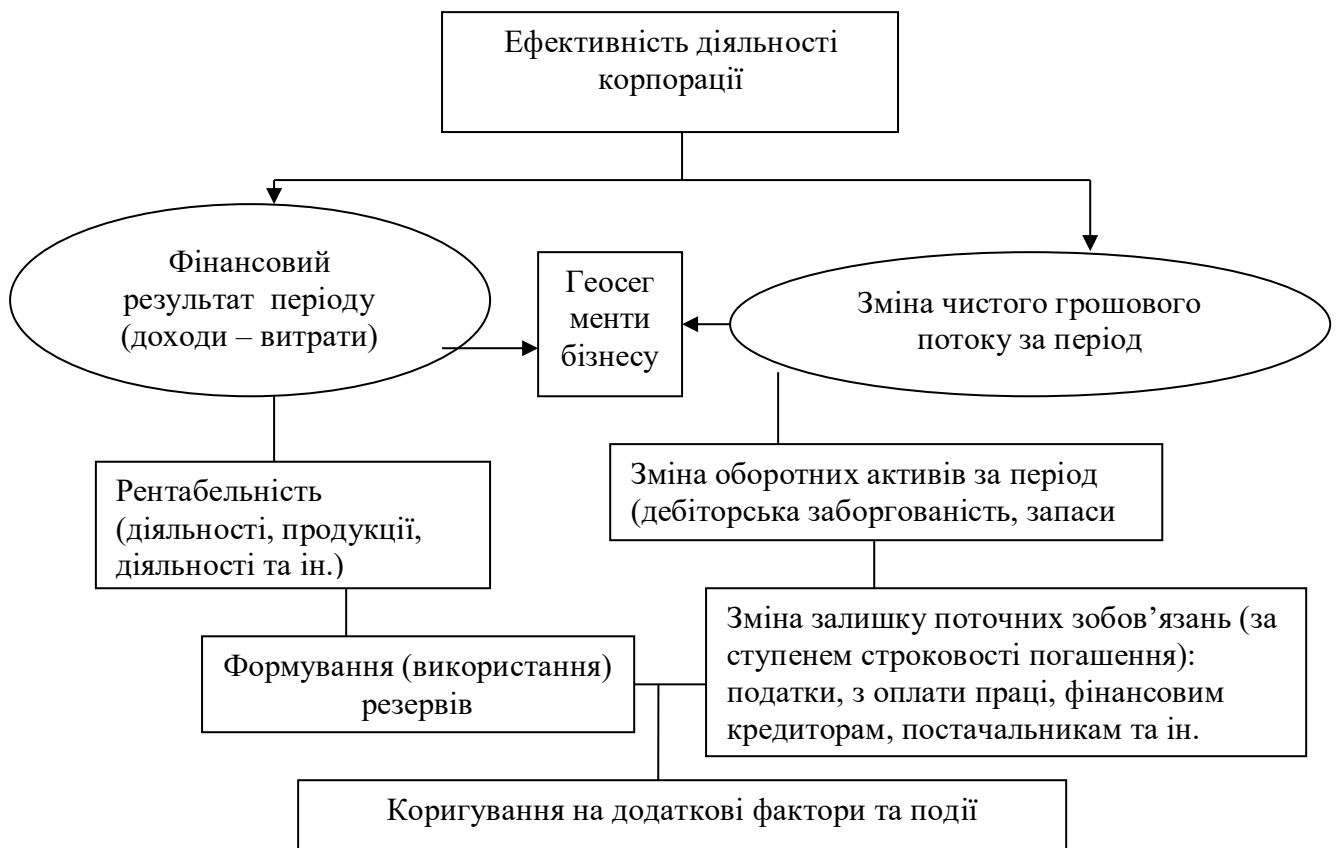 Ефективність діяльності
корпорації
Фінансовий
результат періоду
(доходи – витрати)
Геосег
менти
бізнесу
Зміна чистого грошового
потоку за період
Рентабельність
(діяльності, продукції,
діяльності та ін.)
Зміна оборотних активів за період
(дебіторська заборгованість, запаси
Формування (використання)
резервів
Зміна залишку поточних зобов’язань (за
ступенем строковості погашення):
податки, з оплати праці, фінансовим
кредиторам, постачальникам та ін.
Коригування на додаткові фактори та події